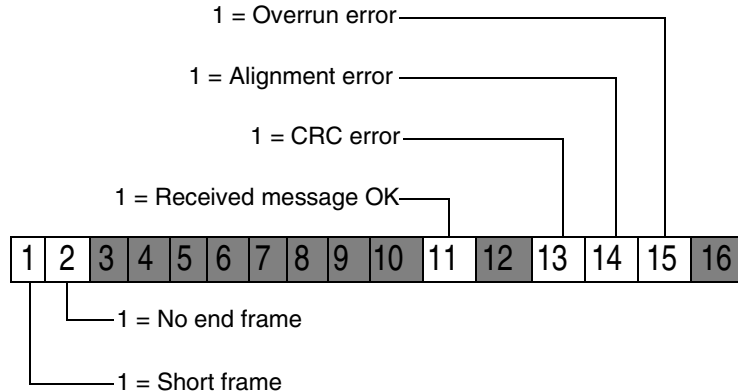 1 = Overrun error
1 = Alignment error
1 = CRC error
1 = Received message OK
1 2 3 4 5 6 7 8 9 10 11 12 13 14 15 16
1 = No end frame
1 = Short frame